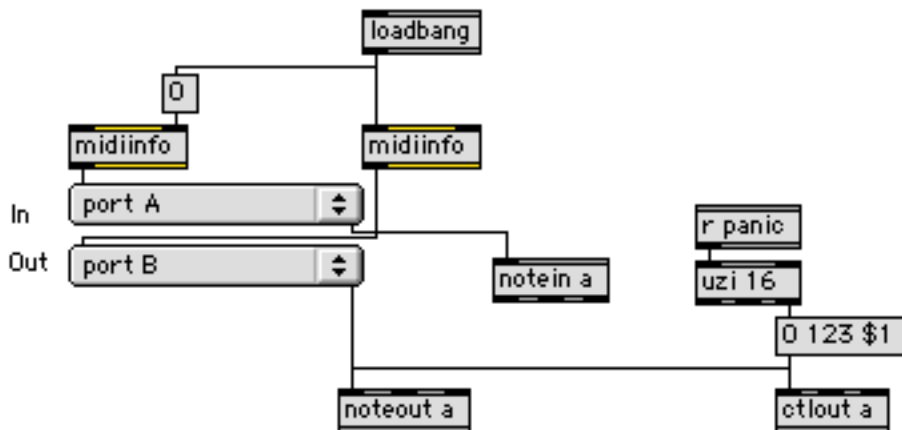 loadbang
0
midiinfo
midiinfo
In
port A
r panic
Out
port B
notein a
uzi 16
0 123 $1
noteout a
ctlout a